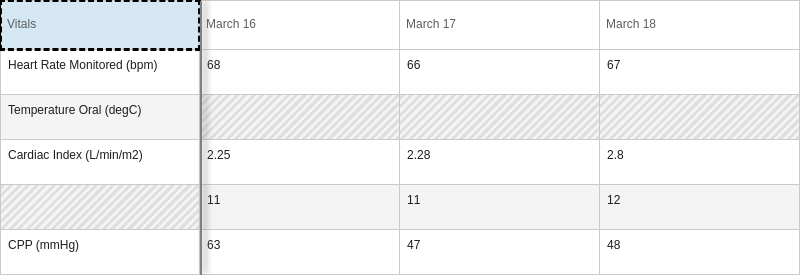 Vitals March 16 March 17 March 18
Heart Rate Monitored (bpm) 68 66 67
Temperature Oral (degC)
Cardiac Index (L/min/m2) 2.25 2.28 2.8
11 11 12
CPP (mmHg) 63 47 48